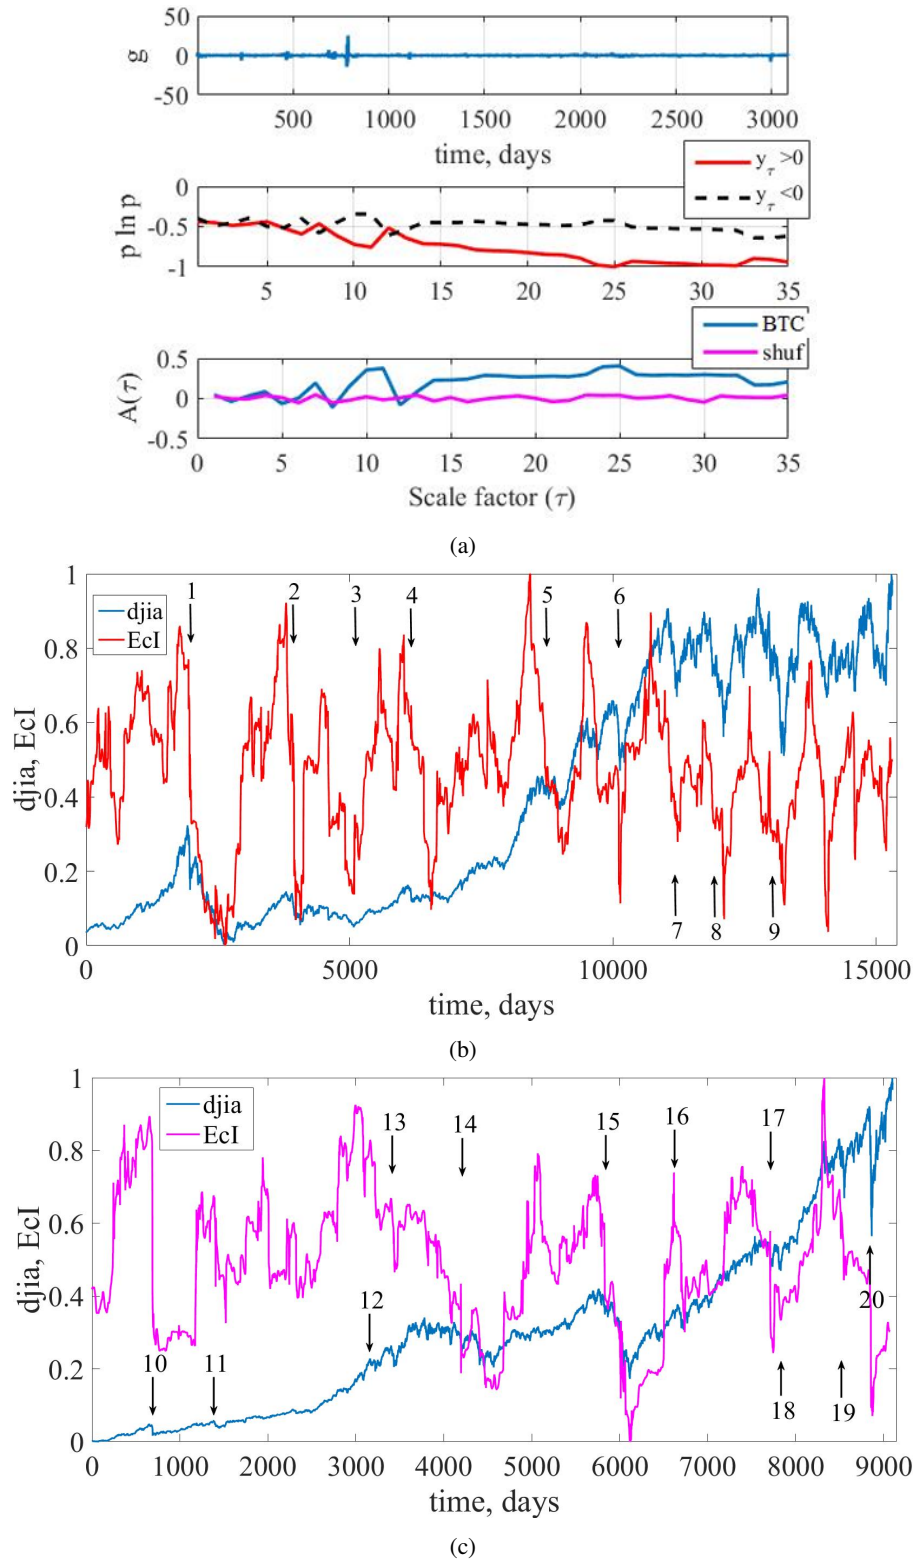 50
0
-50
g
500 1000 1500 2000 2500 3000
time, days
y_τ >0
y_τ <0
0
-0.5
-1
p ln p
5 10 15 20 25 30 35
BTC
shuf
0.5
0
-0.5
A(τ)
0 5 10 15 20 25 30 35
Scale factor (τ)
(a)
1
0.8
0.6
0.4
0.2
0
djia, EcI
djia
EcI
1 2 3 4 5 6
7 8 9
0 5000 10000 15000
time, days
(b)
1
0.8
0.6
0.4
0.2
0
djia, EcI
djia
EcI
13 14 15 16 17
12 20
10 11 18 19
0 1000 2000 3000 4000 5000 6000 7000 8000 9000
time, days
(c)